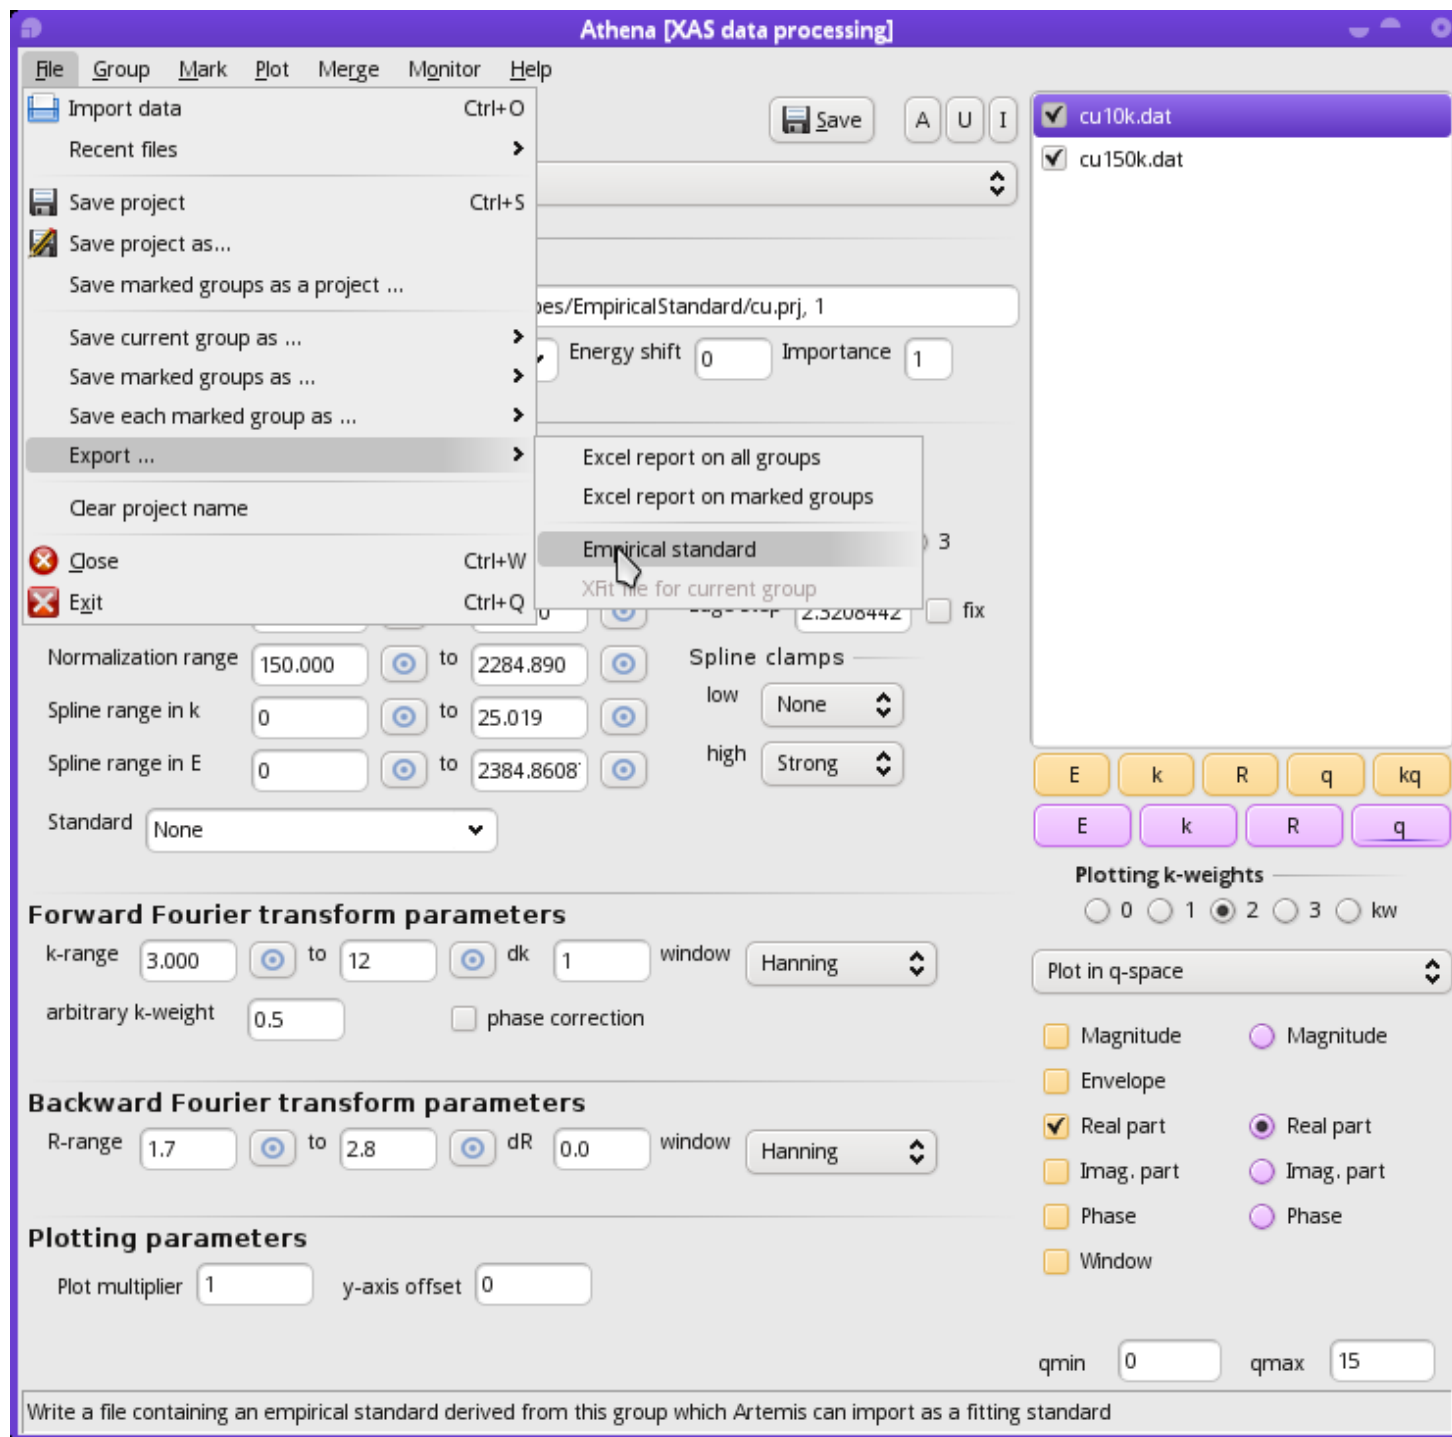 Athena [XAS data processing]
File Group Mark Plot Merge Monitor Help
Import data Ctrl+O
Recent files
Save project Ctrl+S
Save project as...
Save marked groups as a project ...
Save current group as ...
Save marked groups as ...
Save each marked group as ...
Export ...
Clear project name
Close Ctrl+W
Exit Ctrl+Q
Excel report on all groups
Excel report on marked groups
Empirical standard
XFit file for current group
Save A U I
cu10k.dat
cu150k.dat
/EmpiricalStandard/cu.prj, 1
Energy shift 0 Importance 1
3
2.3208442 fix
Normalization range 150.000 to 2284.890 Spline clamps
Spline range in k 0 to 25.019 low None
Spline range in E 0 to 2384.8608 high Strong
Standard None
Forward Fourier transform parameters
k-range 3.000 to 12 dk 1 window Hanning
arbitrary k-weight 0.5 phase correction
Backward Fourier transform parameters
R-range 1.7 to 2.8 dR 0.0 window Hanning
Plotting parameters
Plot multiplier 1 y-axis offset 0
E k R q kq
E k R q
Plotting k-weights
0 1 2 3 kw
Plot in q-space
Magnitude Magnitude
Envelope
Real part Real part
Imag. part Imag. part
Phase Phase
Window
qmin 0 qmax 15
Write a file containing an empirical standard derived from this group which Artemis can import as a fitting standard